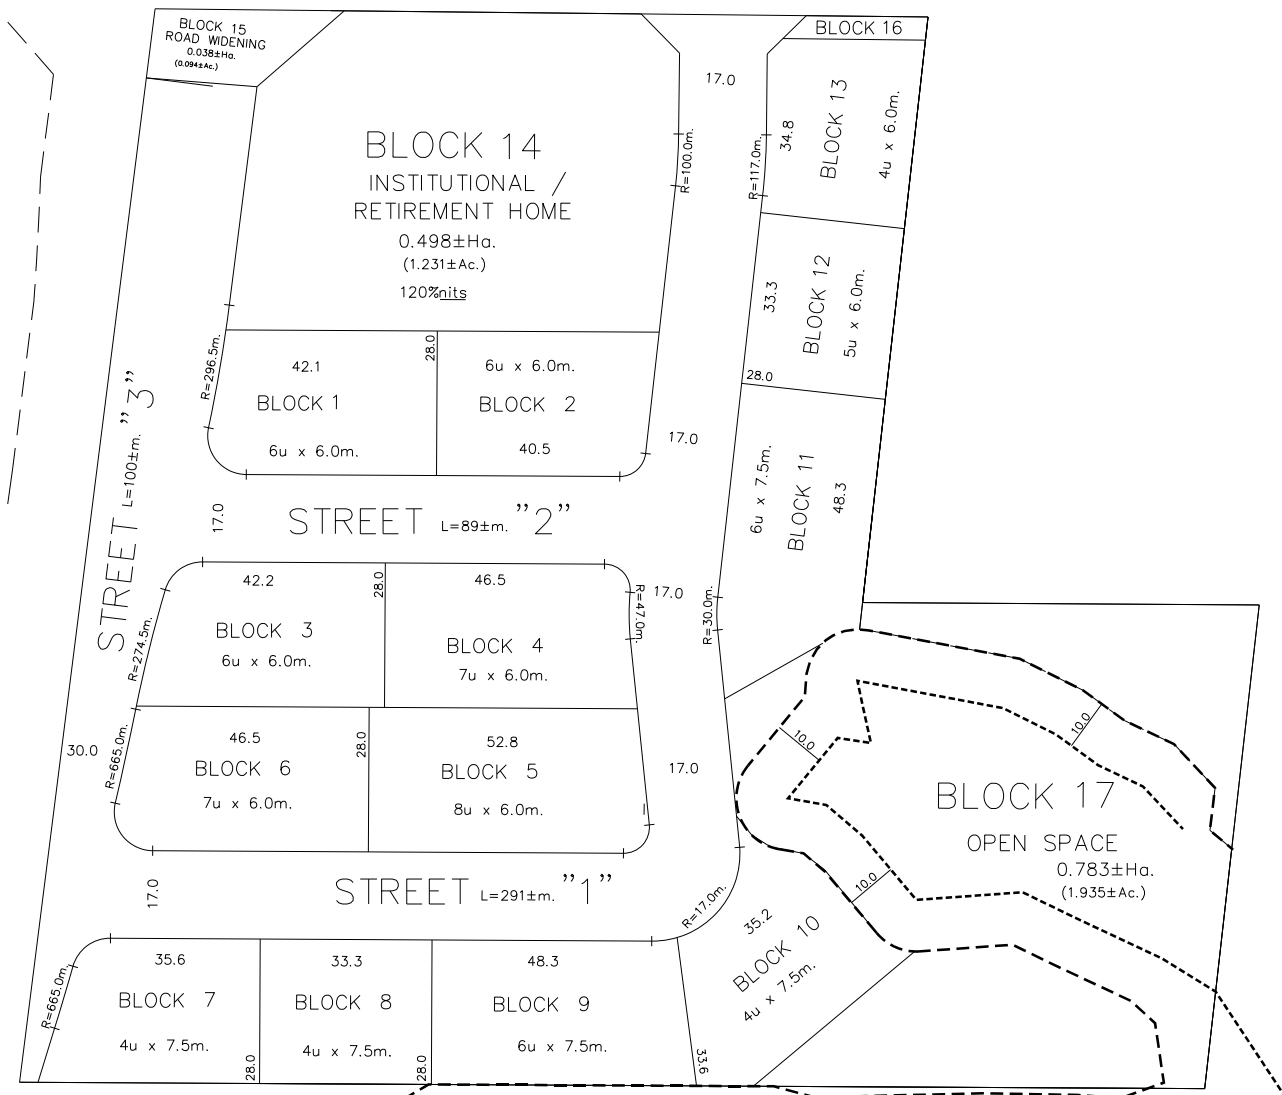 BLOCK 15
ROAD WIDENING
0.038±Ha.
(0.094±Ac.)
BLOCK 16
17.0
BLOCK 13
34.8
4u x 6.0m.
R=100.0m.
R=117.0m.
BLOCK 14
INSTITUTIONAL /
RETIREMENT HOME
0.498±Ha.
(1.231±Ac.)
120%nits
BLOCK 12
33.3
5u x 6.0m.
28.0
R=296.5m.
42.1
BLOCK 1
6u x 6.0m.
28.0
6u x 6.0m.
BLOCK 2
40.5
17.0
6u x 7.5m.
BLOCK 11
48.3
STREET L=100±m. "3"
17.0
STREET L=89±m. "2"
42.2
28.0
46.5
R=47.0m.
17.0
R=30.0m.
R=274.5m.
BLOCK 3
6u x 6.0m.
BLOCK 4
7u x 6.0m.
30.0
R=665.0m.
46.5
BLOCK 6
7u x 6.0m.
28.0
52.8
BLOCK 5
8u x 6.0m.
17.0
10.0
10.0
BLOCK 17
OPEN SPACE
0.783±Ha.
(1.935±Ac.)
17.0
STREET L=291±m. "1"
R=17.0m.
10.0
35.2
BLOCK 10
4u x 7.5m.
33.6
R=665.0m.
35.6
BLOCK 7
4u x 7.5m.
28.0
33.3
BLOCK 8
4u x 7.5m.
28.0
48.3
BLOCK 9
6u x 7.5m.